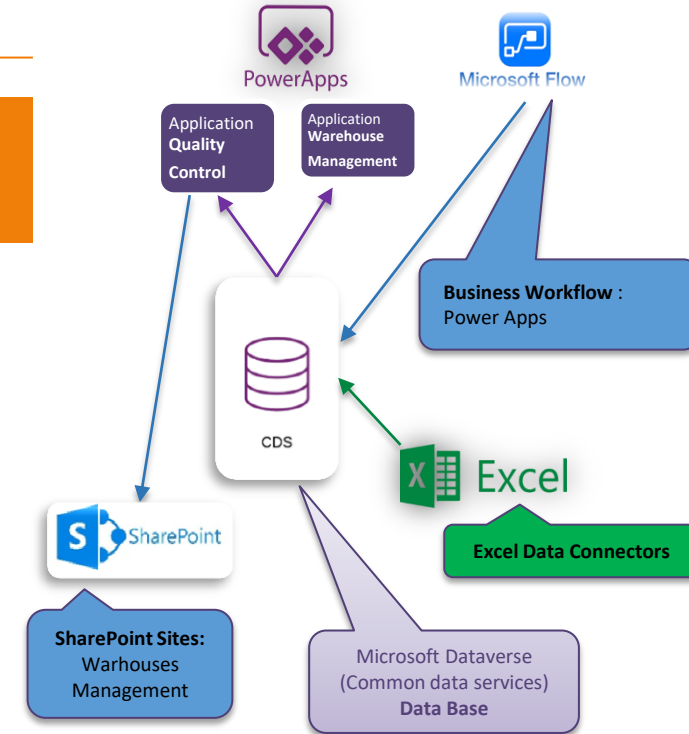 PowerApps
Microsoft Flow
Application
Quality
Control
Application
Warehouse
Management
Business Workflow :
Power Apps
CDS
X
Excel
Excel Data Connectors
S
SharePoint
SharePoint Sites:
Warhouses
Management
Microsoft Dataverse
(Common data services)
Data Base